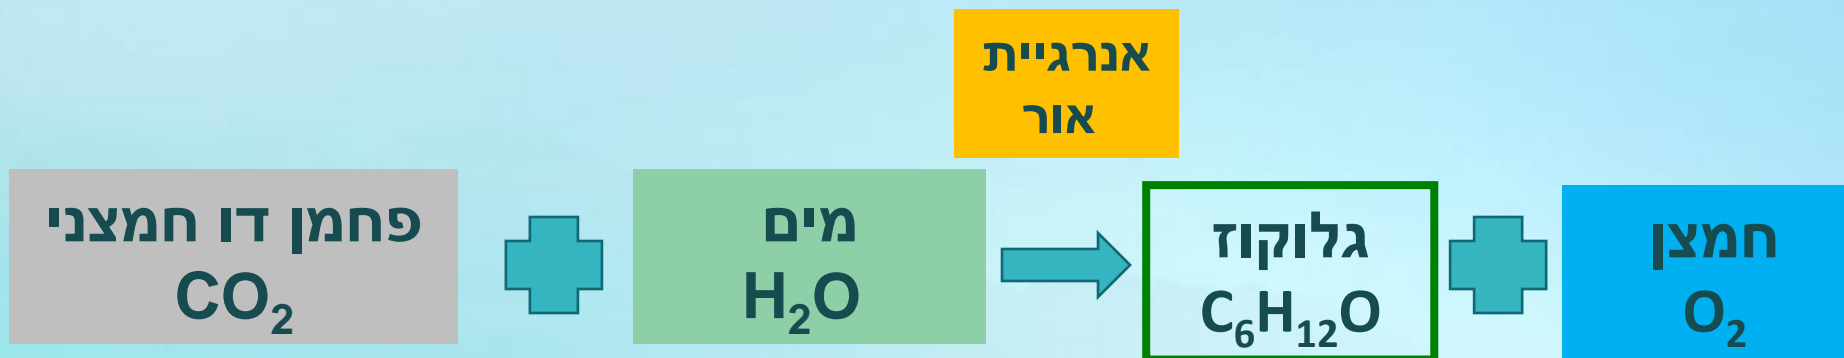 אנרגיית
אור
פחמן דו חמצני
CO₂
מים
H₂O
גלוקוז
C₆H₁₂O
חמצן
O₂